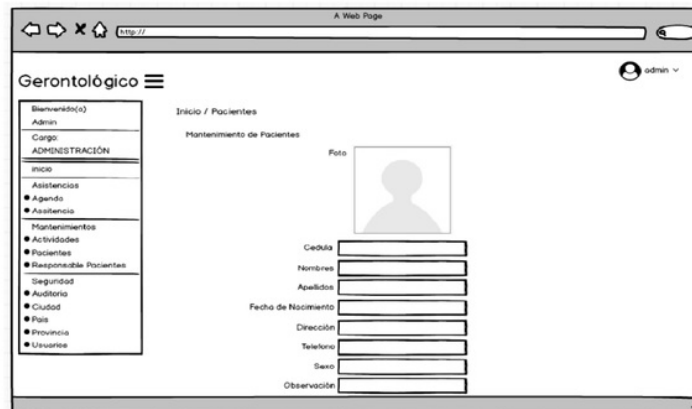 A Web Page
http://
admin
Gerontológico
Bienvenido(a)
Admin
Cargo:
ADMINISTRACIÓN
inicio
Asistencias
Agenda
Assitencia
Mantenimientos
Actividades
Pacientes
Responsable Pacientes
Seguridad
Auditoria
Ciudad
Pais
Provincia
Usuarios
Inicio / Pacientes
Mantenimiento de Pacientes
Foto
Cedula
Nombres
Apellidos
Fecha de Nacimiento
Dirección
Telefono
Sexo
Observación